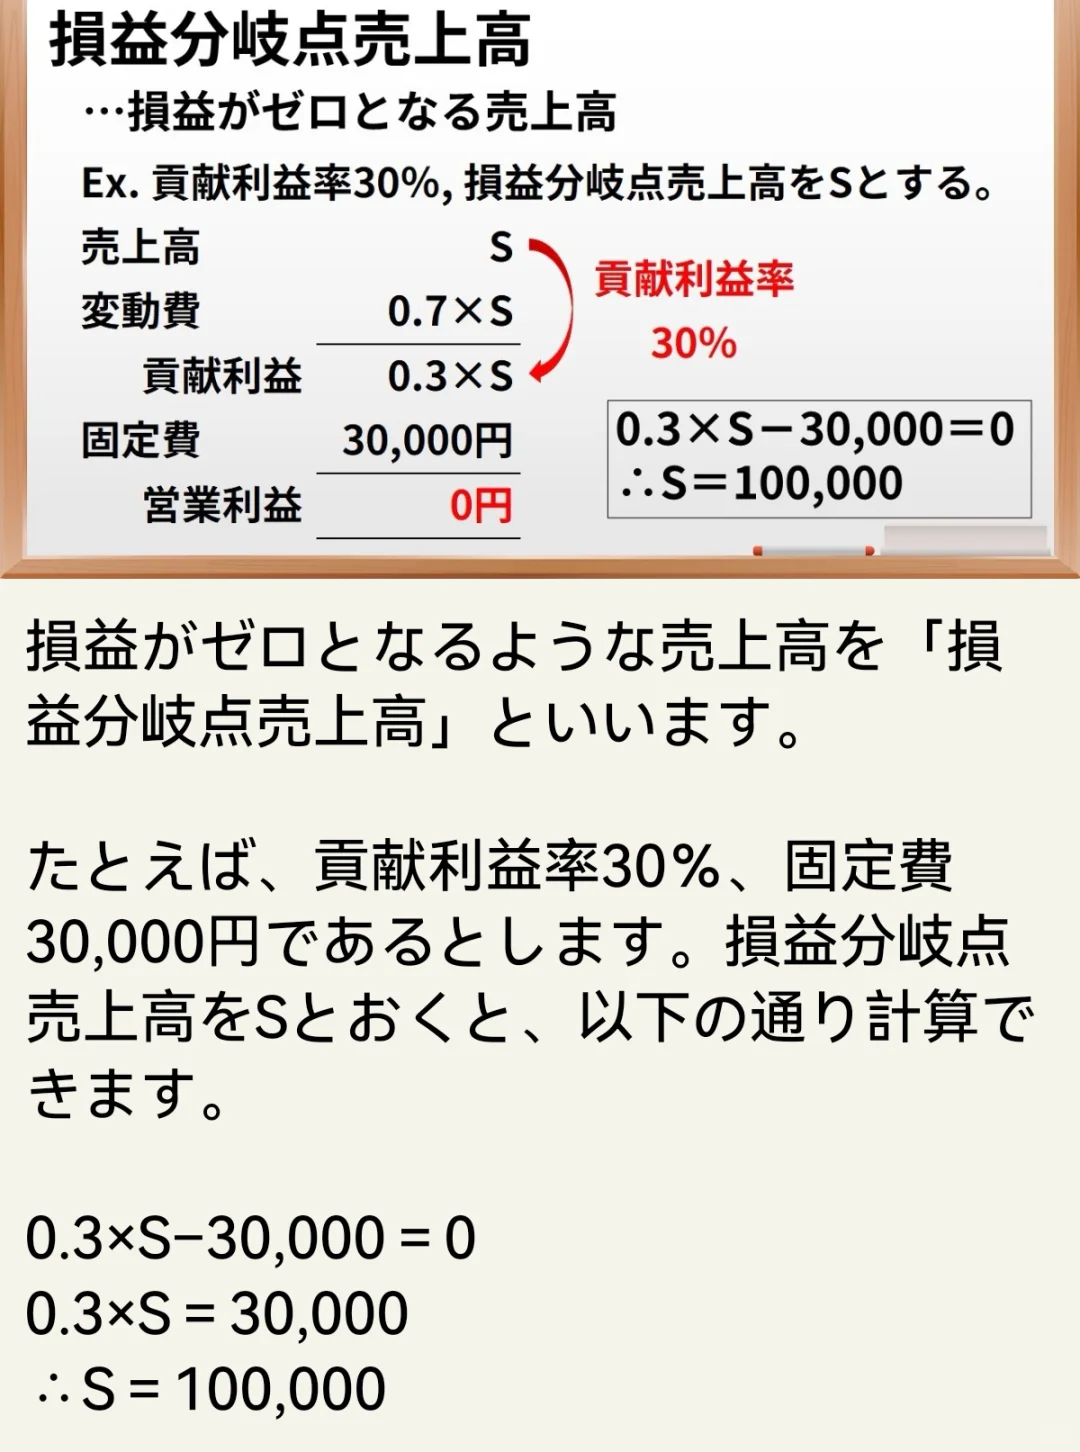 損益分岐点売上高
…損益がゼロとなる売上高
Ex. 貢献利益率30%, 損益分岐点売上高をSとする。
売上高 S
変動費 0.7×S
貢献利益 0.3×S
固定費 30,000円
営業利益 0円
貢献利益率
30%
0.3×S−30,000＝0
∴S＝100,000
損益がゼロとなるような売上高を「損
益分岐点売上高」といいます。
たとえば、貢献利益率30%、固定費
30,000円であるとします。損益分岐点
売上高をSとおくと、以下の通り計算で
きます。
0.3×S−30,000 = 0
0.3×S = 30,000
∴ S = 100,000